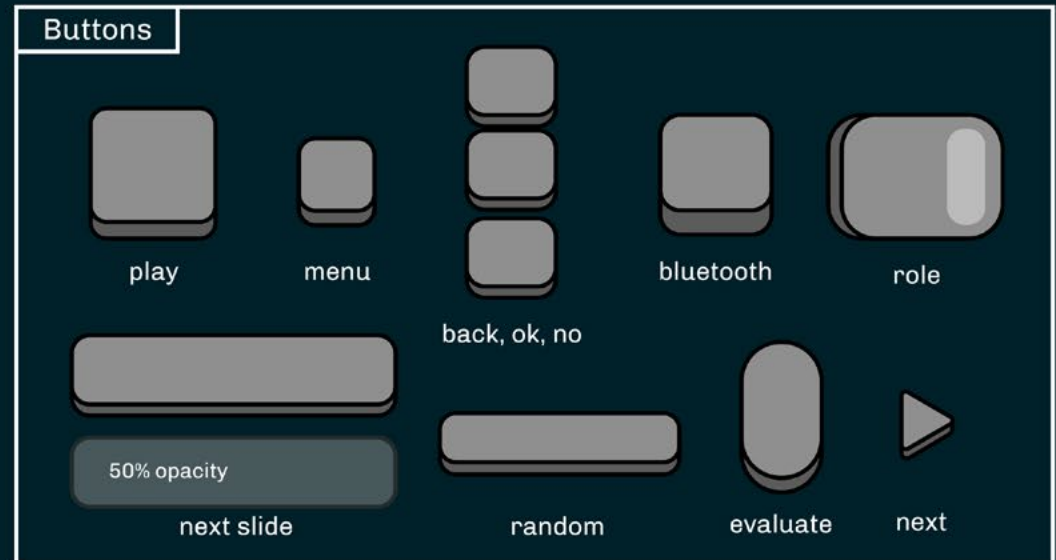 Buttons
play
menu
back, ok, no
bluetooth
role
50% opacity
next slide
random
evaluate
next